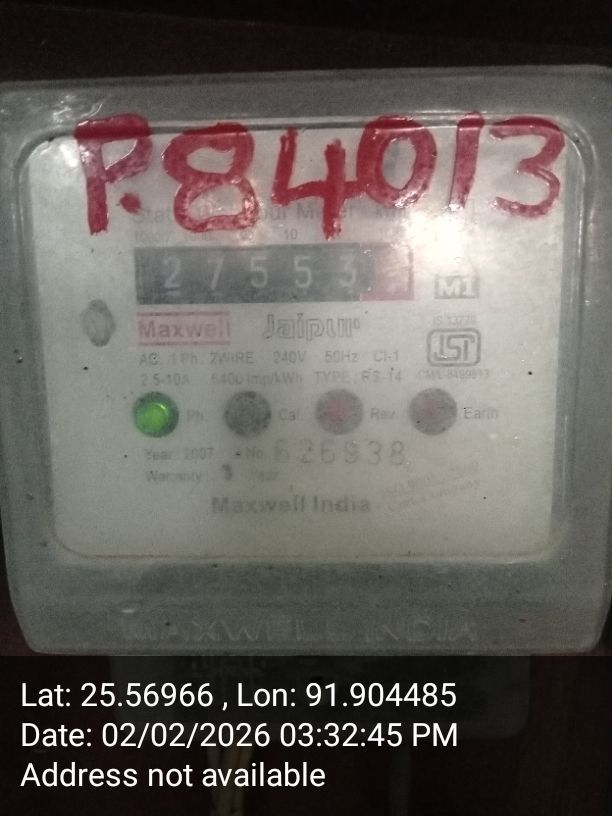 P.84013
10
27553
M1
Maxwell Jaipur
IS 13779
ISI
AC 1 Ph. 2WIRE 240V 50Hz Cl-1
2.5-10A 6400 Imp/kWh TYPE: RS-14
Ph. Cal. Rev. Earth
Year: 2007 No. 626938
Warranty: 3 Year
Maxwell India
MAXWELL INDIA
Lat: 25.56966 , Lon: 91.904485
Date: 02/02/2026 03:32:45 PM
Address not available